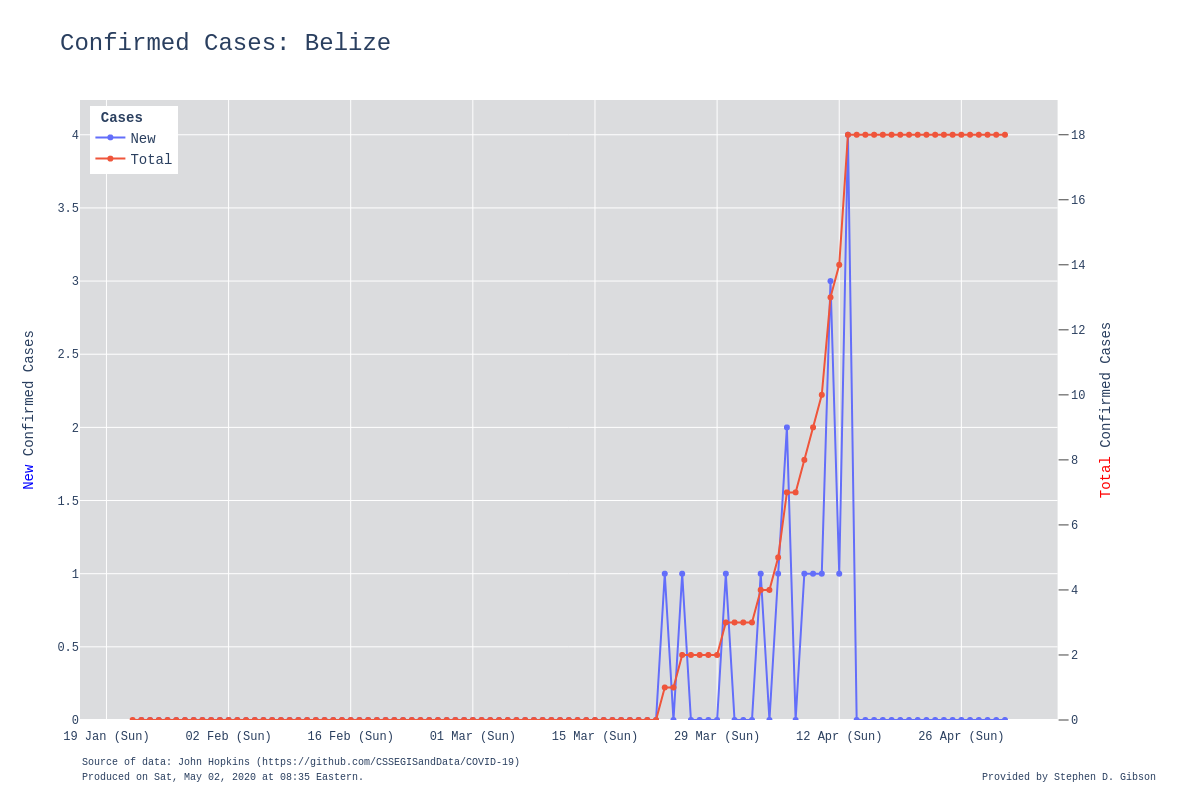 Confirmed Cases: Belize
Cases
New
Total
4
3.5
3
2.5
2
1.5
1
0.5
0
New Confirmed Cases
18
16
14
12
10
8
6
4
2
0
Total Confirmed Cases
19 Jan (Sun) 02 Feb (Sun) 16 Feb (Sun) 01 Mar (Sun) 15 Mar (Sun) 29 Mar (Sun) 12 Apr (Sun) 26 Apr (Sun)
Source of data: John Hopkins (https://github.com/CSSEGISandData/COVID-19)
Produced on Sat, May 02, 2020 at 08:35 Eastern.
Provided by Stephen D. Gibson